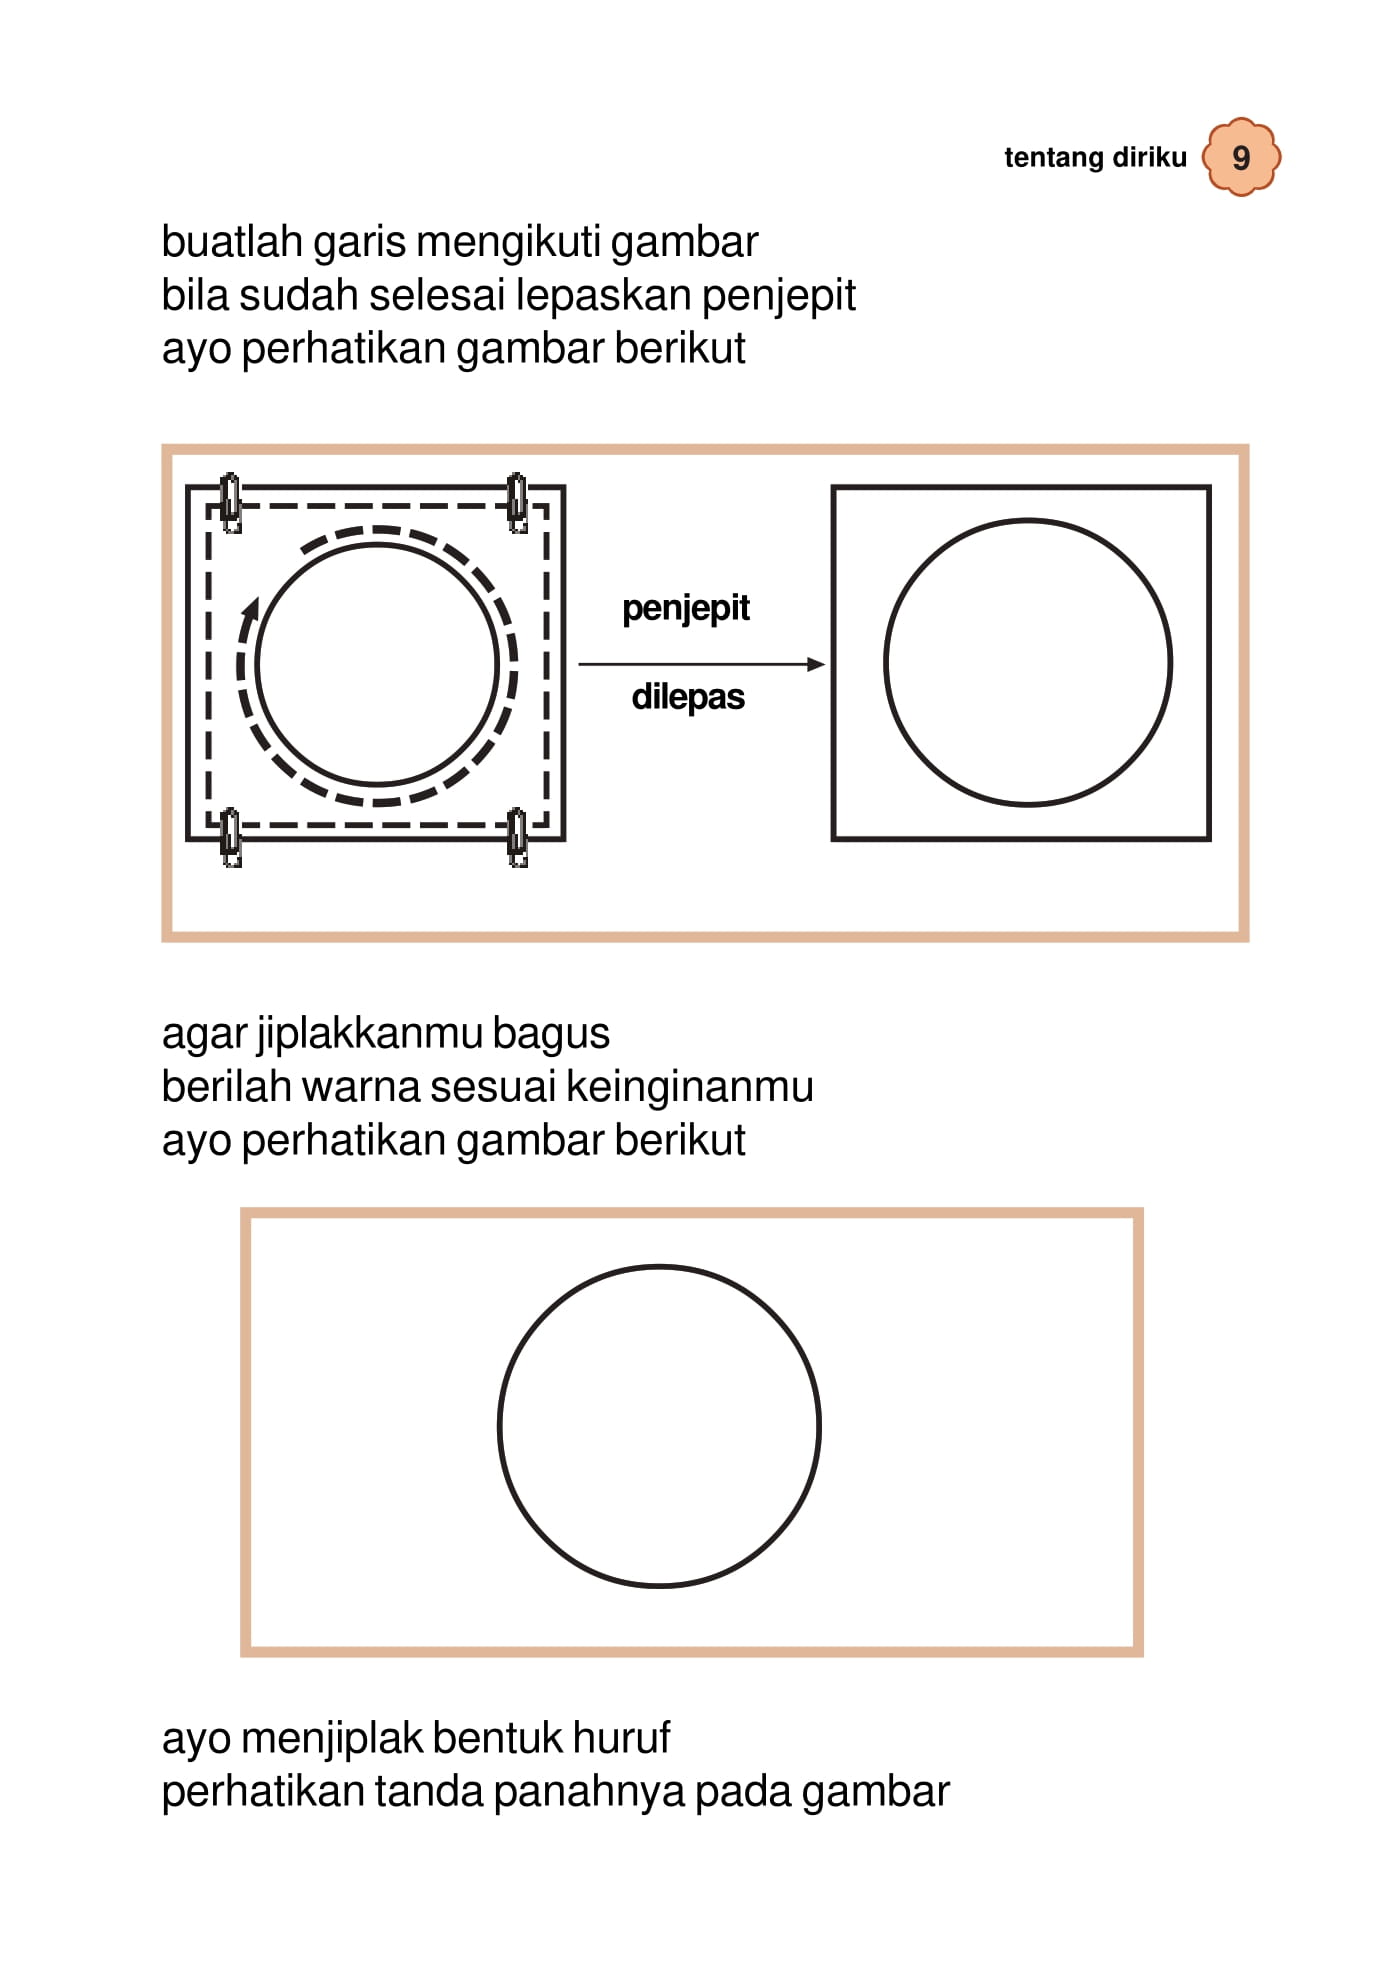 tentang diriku 9
buatlah garis mengikuti gambar
bila sudah selesai lepaskan penjepit
ayo perhatikan gambar berikut
penjepit
dilepas
agar jiplakkanmu bagus
berilah warna sesuai keinginanmu
ayo perhatikan gambar berikut
ayo menjiplak bentuk huruf
perhatikan tanda panahnya pada gambar